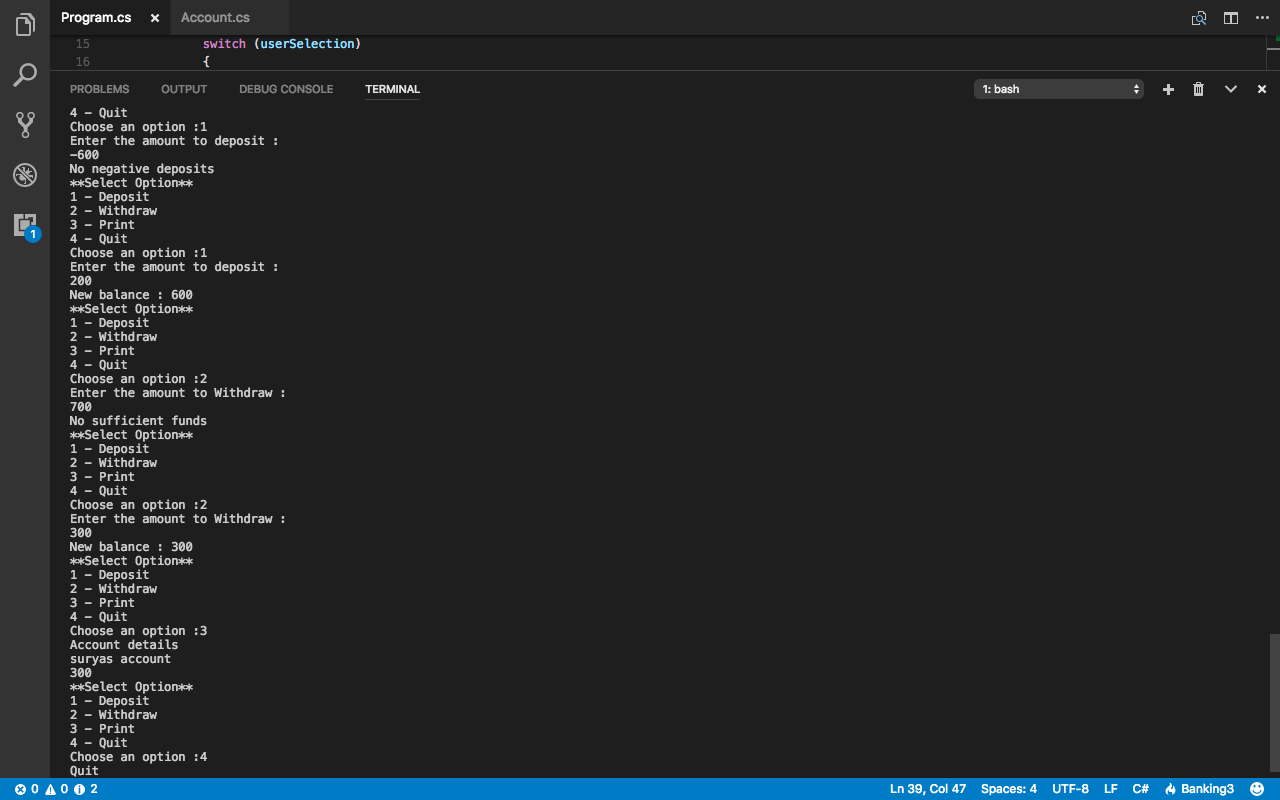 Program.cs × Account.cs
15 switch (userSelection)
16 {
PROBLEMS OUTPUT DEBUG CONSOLE TERMINAL 1: bash
4 – Quit
Choose an option :1
Enter the amount to deposit :
-600
No negative deposits
**Select Option**
1 – Deposit
2 – Withdraw
3 – Print
4 – Quit
Choose an option :1
Enter the amount to deposit :
200
New balance : 600
**Select Option**
1 – Deposit
2 – Withdraw
3 – Print
4 – Quit
Choose an option :2
Enter the amount to Withdraw :
700
No sufficient funds
**Select Option**
1 – Deposit
2 – Withdraw
3 – Print
4 – Quit
Choose an option :2
Enter the amount to Withdraw :
300
New balance : 300
**Select Option**
1 – Deposit
2 – Withdraw
3 – Print
4 – Quit
Choose an option :3
Account details
suryas account
300
**Select Option**
1 – Deposit
2 – Withdraw
3 – Print
4 – Quit
Choose an option :4
Quit
1
0 0 2 Ln 39, Col 47 Spaces: 4 UTF-8 LF C# Banking3